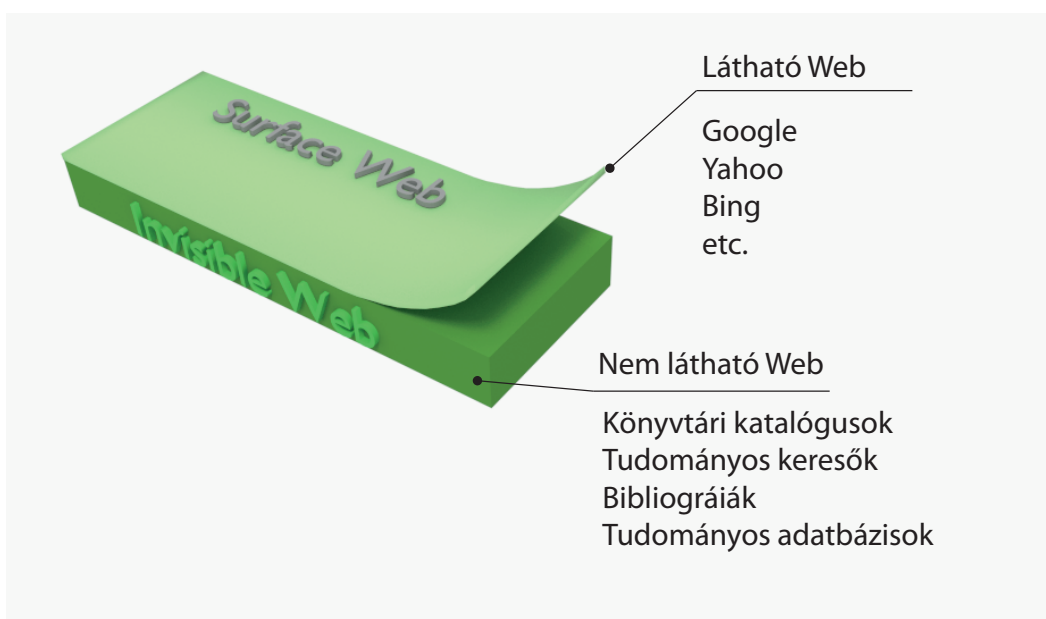 Surface Web
Invisible Web
Látható Web
Google
Yahoo
Bing
etc.
Nem látható Web
Könyvtári katalógusok
Tudományos keresők
Bibliográiák
Tudományos adatbázisok